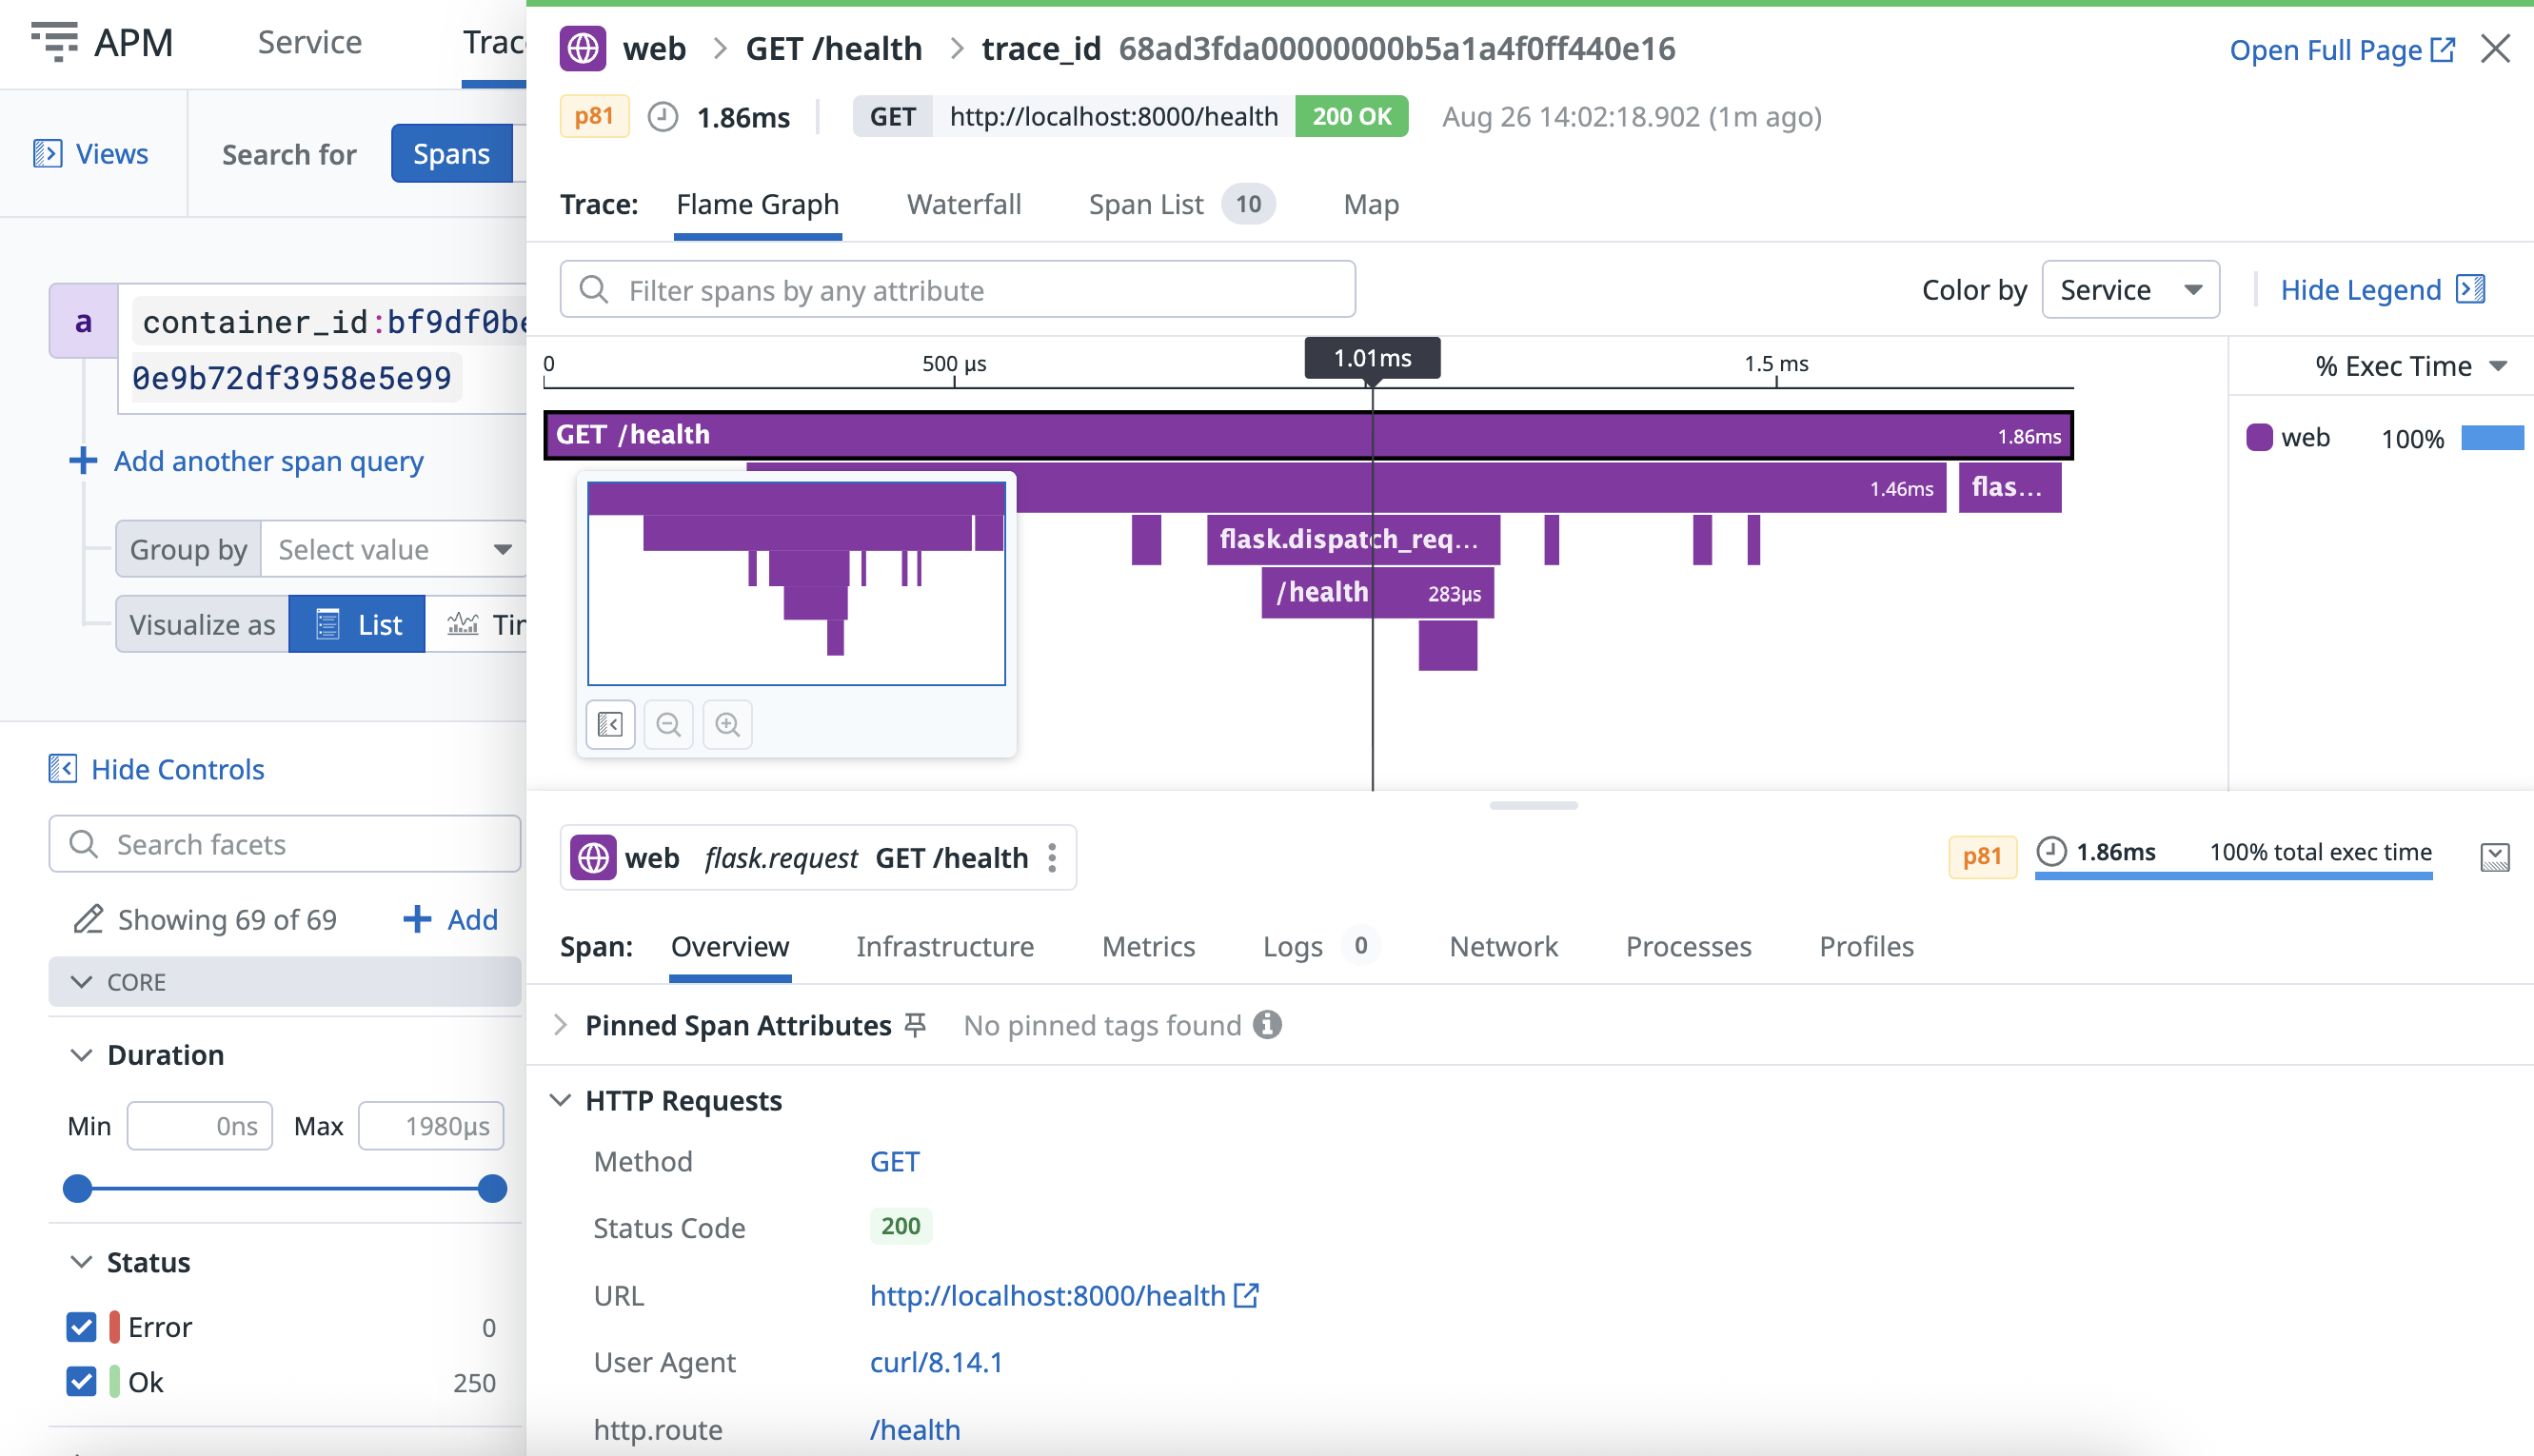 APM
Service
Trac
Views
Search for
Spans
a
container_id:bf9df0be
0e9b72df3958e5e99
Add another span query
Group by
Select value
Visualize as
List
Tim
Hide Controls
Search facets
Showing 69 of 69
Add
CORE
Duration
Min
0ns
Max
1980µs
Status
Error
0
Ok
250
web > GET /health > trace_id 68ad3fda00000000b5a1a4f0ff440e16
Open Full Page
p81
1.86ms
GET
http://localhost:8000/health
200 OK
Aug 26 14:02:18.902 (1m ago)
Trace:
Flame Graph
Waterfall
Span List 10
Map
Filter spans by any attribute
Color by
Service
Hide Legend
0
500 µs
1.01ms
1.5 ms
% Exec Time
GET /health
1.86ms
web
100%
1.46ms
flas...
flask.dispatch_req...
/health
283µs
web flask.request GET /health
p81
1.86ms
100% total exec time
Span:
Overview
Infrastructure
Metrics
Logs 0
Network
Processes
Profiles
Pinned Span Attributes
No pinned tags found
HTTP Requests
Method
GET
Status Code
200
URL
http://localhost:8000/health
User Agent
curl/8.14.1
http.route
/health